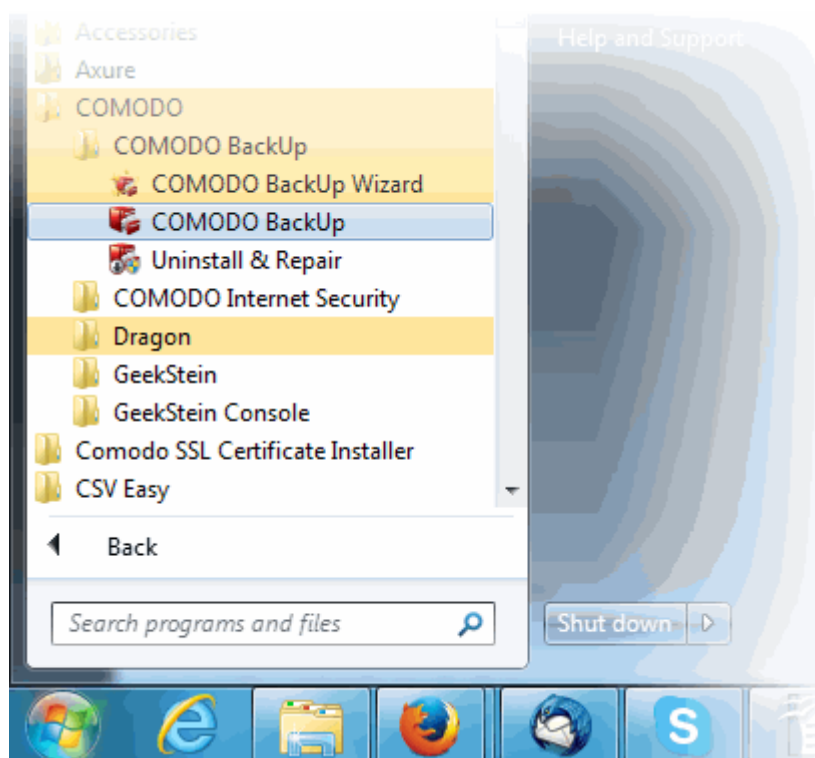 Accessories
Help and Support
Axure
COMODO
COMODO BackUp
COMODO BackUp Wizard
COMODO BackUp
Uninstall & Repair
COMODO Internet Security
Dragon
GeekStein
GeekStein Console
Comodo SSL Certificate Installer
CSV Easy
Back
Search programs and files
Shut down
S